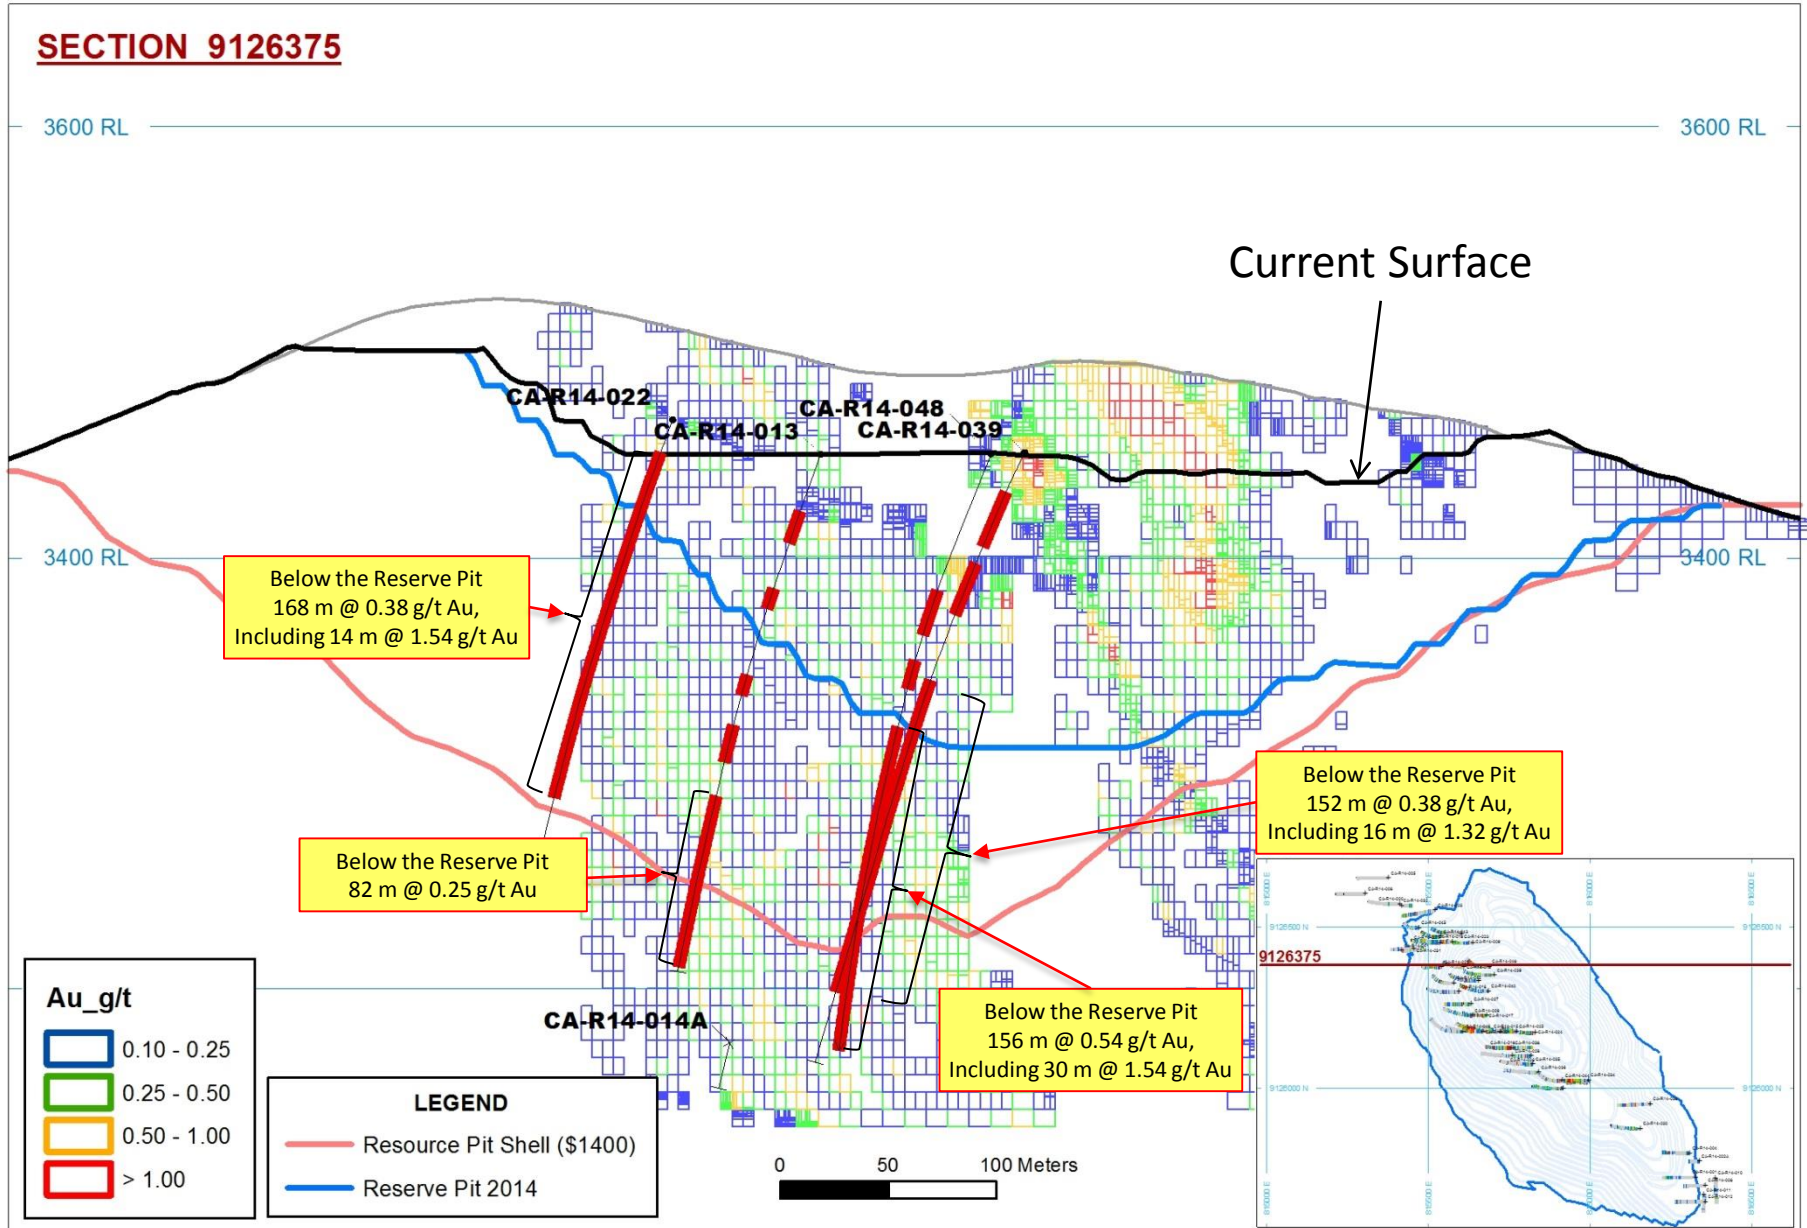 SECTION 9126375
3600 RL
3600 RL
Current Surface
CA-R14-022
CA-R14-013
CA-R14-048
CA-R14-039
3400 RL
3400 RL
Below the Reserve Pit
168 m @ 0.38 g/t Au,
Including 14 m @ 1.54 g/t Au
Below the Reserve Pit
152 m @ 0.38 g/t Au,
Including 16 m @ 1.32 g/t Au
Below the Reserve Pit
82 m @ 0.25 g/t Au
Below the Reserve Pit
156 m @ 0.54 g/t Au,
Including 30 m @ 1.54 g/t Au
CA-R14-014A
Au_g/t
0.10 - 0.25
0.25 - 0.50
0.50 - 1.00
> 1.00
LEGEND
Resource Pit Shell ($1400)
Reserve Pit 2014
0 50 100 Meters
9126375
9126500 N
9126500 N
9126000 N
9126000 N